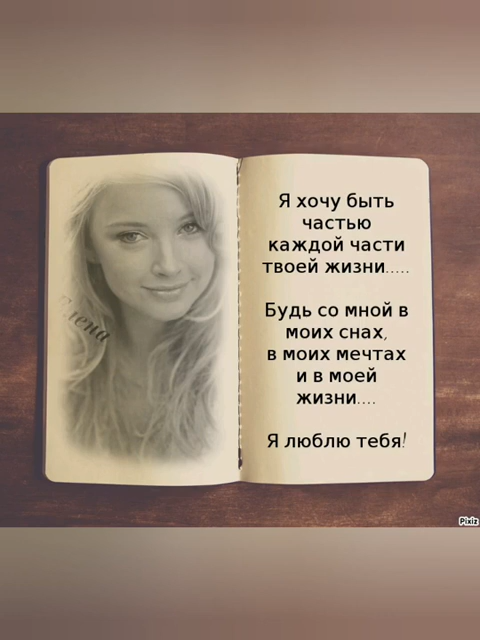 Елена
Я хочу быть
частью
каждой части
твоей жизни.....
Будь со мной в
моих снах,
в моих мечтах
и в моей
жизни....
Я люблю тебя!
Pixiz